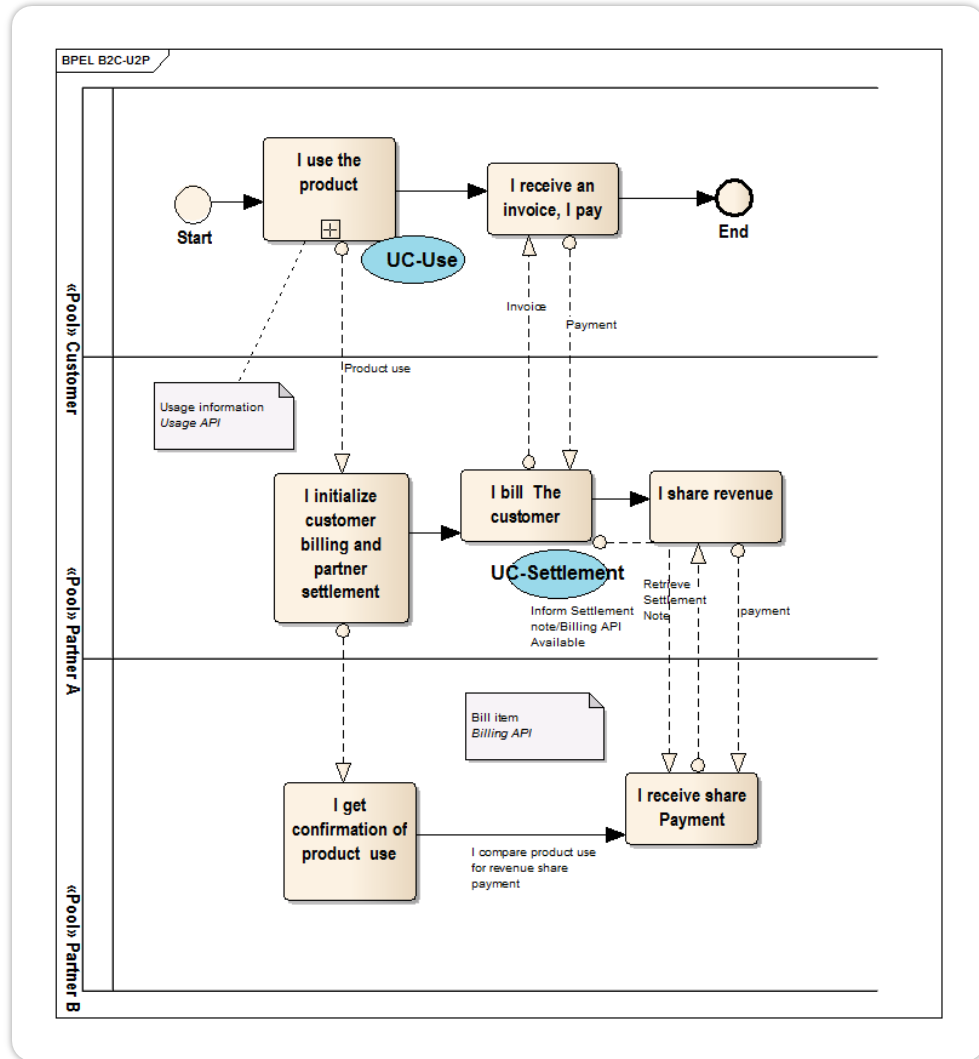 BPEL B2C-U2P
I use the
product
I receive an
invoice, I pay
Start
End
UC-Use
«Pool» Customer
Invoice
Payment
Product use
Usage information
Usage API
I initialize
customer
billing and
partner
settlement
I bill The
customer
I share revenue
UC-Settlement
Inform Settlement
note/Billing API
Available
Retrieve
Settlement
Note
payment
«Pool» Partner A
Bill item
Billing API
I get
confirmation of
product use
I receive share
Payment
I compare product use
for revenue share
payment
«Pool» Partner B